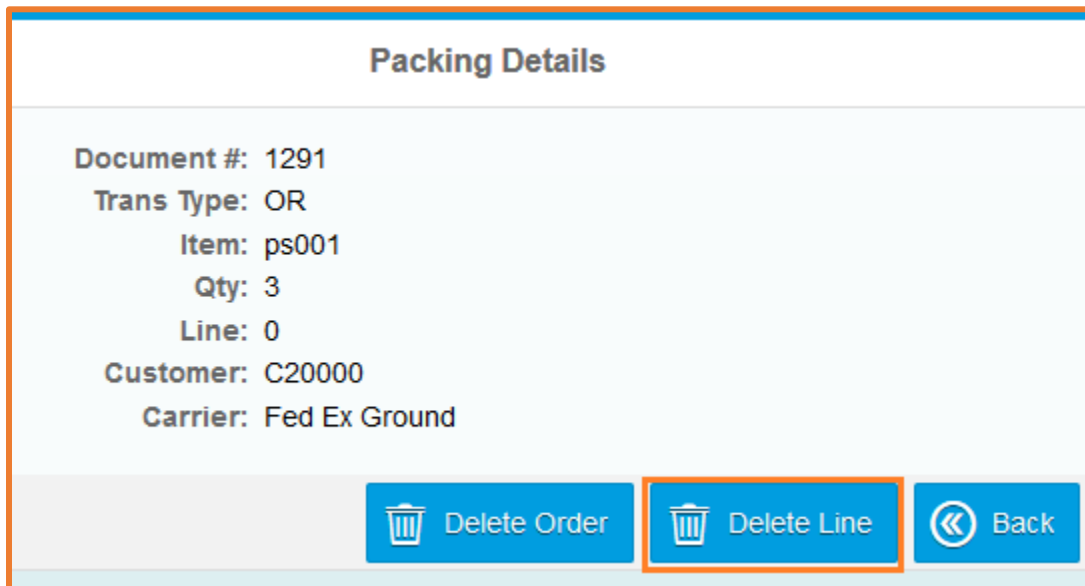 Packing Details
Document #: 1291
Trans Type: OR
Item: ps001
Qty: 3
Line: 0
Customer: C20000
Carrier: Fed Ex Ground
Delete Order Delete Line Back